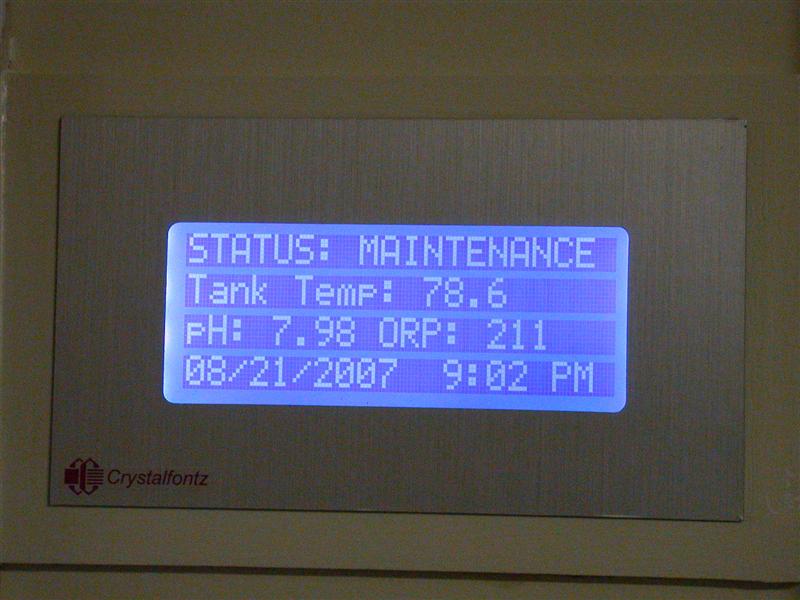 STATUS: MAINTENANCE
Tank Temp: 78.6
pH: 7.98 ORP: 211
08/21/2007 9:02 PM
Crystalfontz